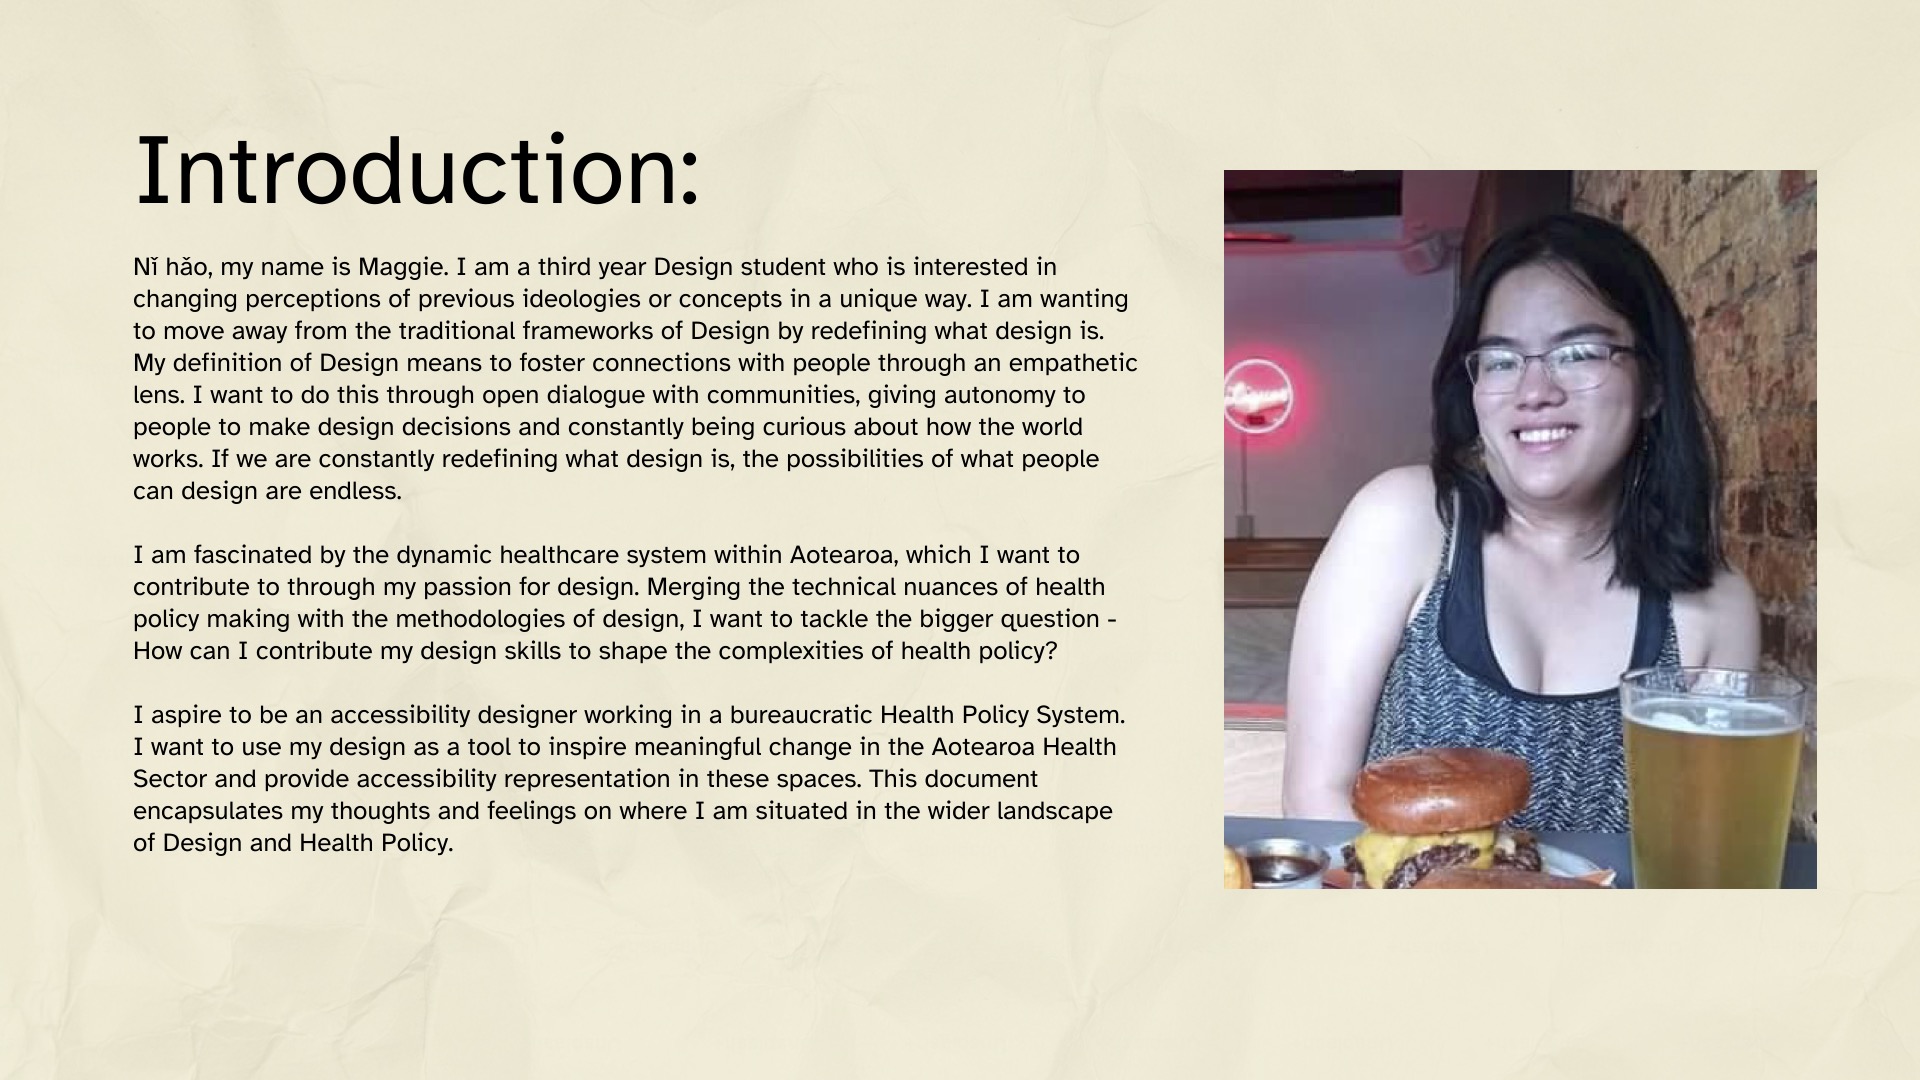 Introduction:
Nǐ hǎo, my name is Maggie. I am a third year Design student who is interested in
changing perceptions of previous ideologies or concepts in a unique way. I am wanting
to move away from the traditional frameworks of Design by redefining what design is.
My definition of Design means to foster connections with people through an empathetic
lens. I want to do this through open dialogue with communities, giving autonomy to
people to make design decisions and constantly being curious about how the world
works. If we are constantly redefining what design is, the possibilities of what people
can design are endless.
I am fascinated by the dynamic healthcare system within Aotearoa, which I want to
contribute to through my passion for design. Merging the technical nuances of health
policy making with the methodologies of design, I want to tackle the bigger question -
How can I contribute my design skills to shape the complexities of health policy?
I aspire to be an accessibility designer working in a bureaucratic Health Policy System.
I want to use my design as a tool to inspire meaningful change in the Aotearoa Health
Sector and provide accessibility representation in these spaces. This document
encapsulates my thoughts and feelings on where I am situated in the wider landscape
of Design and Health Policy.